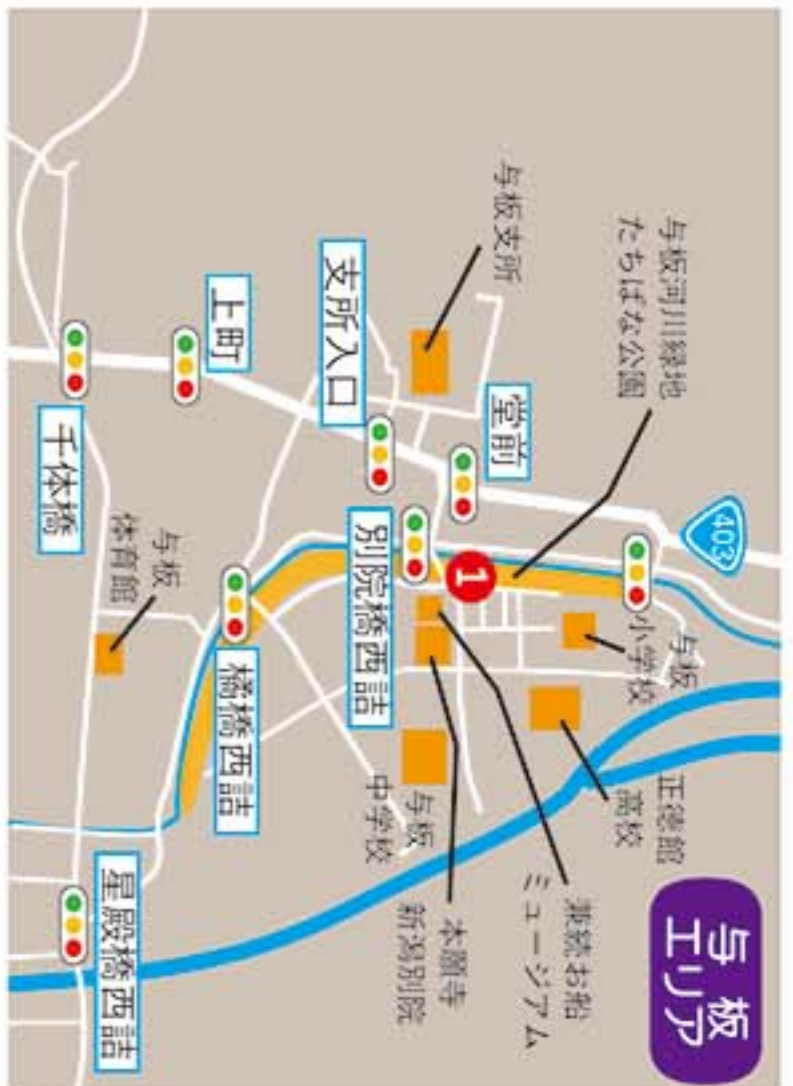 与板
エリア
403
与板河川緑地
たちばな公園
与板
小学校
正徳館
高校
兼続お船
ミュージアム
与板支所
堂前
1
本願寺
新潟別院
与板
中学校
別院橋西詰
支所入口
橘橋西詰
上町
与板
体育館
星殿橋西詰
千体橋